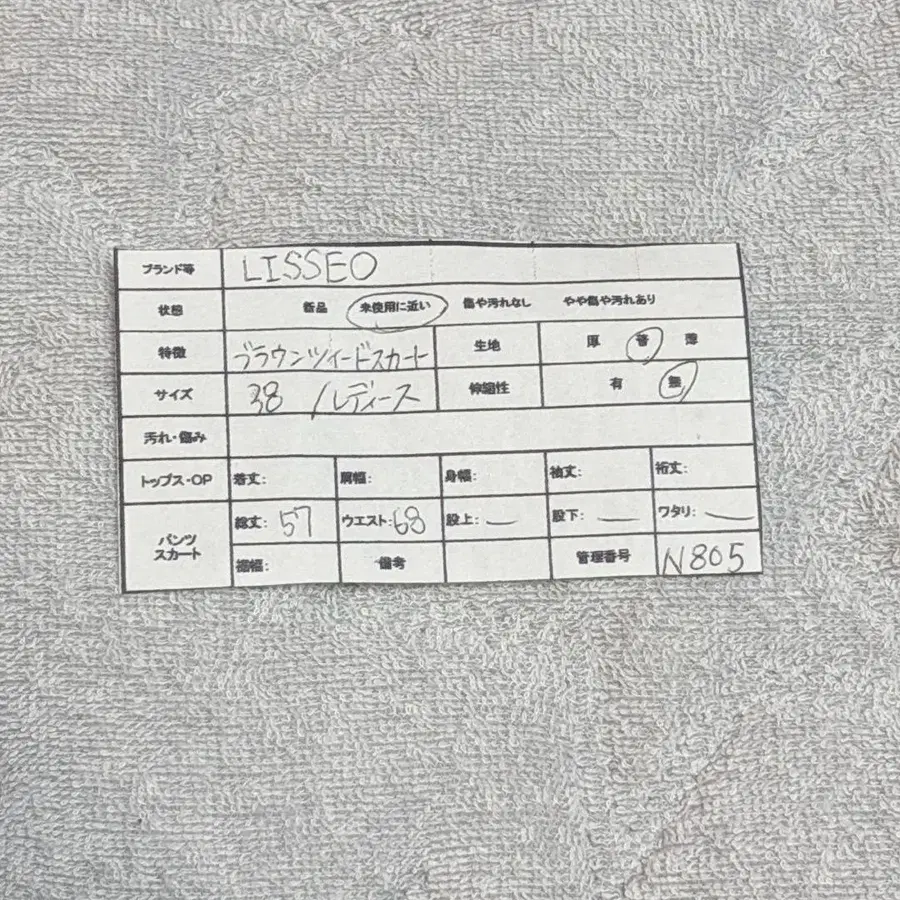 ブランド等 LISSEO
状態 新品 未使用に近い 傷や汚れなし やや傷や汚れあり
特徴 ブラウンツィードスカート 生地 厚 普 薄
サイズ 38 / レディース 伸縮性 有 無
汚れ・傷み
トップス・OP 着丈: 肩幅: 身幅: 袖丈: 裄丈:
パンツ スカート 総丈: 57 ウエスト: 68 股上: — 股下: — ワタリ: —
裾幅: 備考 管理番号 N805